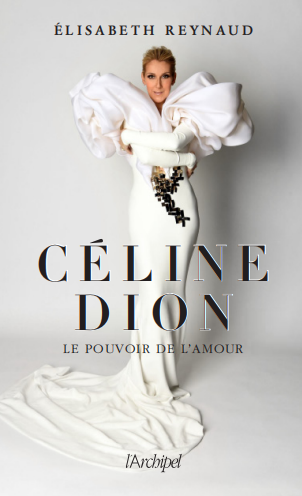 ÉLISABETH REYNAUD
CÉLINE
DION
LE POUVOIR DE L'AMOUR
l'Archipel